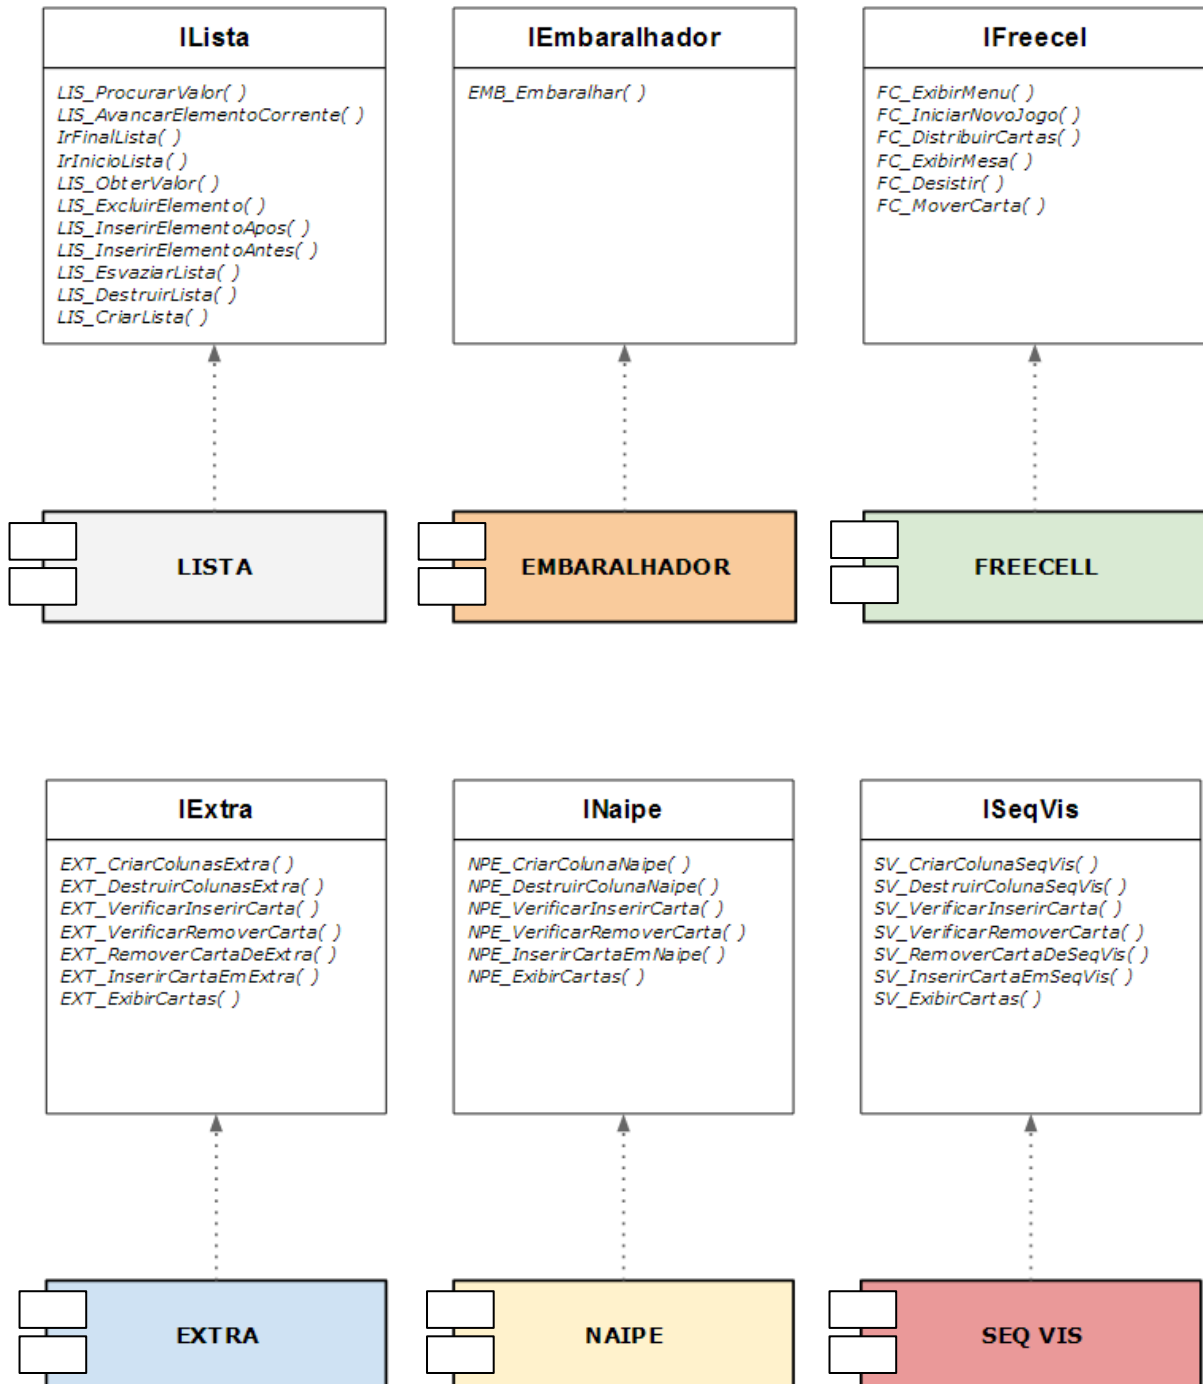 ILista
LIS_ProcurarValor( )
LIS_AvancarElementoCorrente( )
IrFinalLista( )
IrInicioLista( )
LIS_ObterValor( )
LIS_ExcluirElemento( )
LIS_InserirElementoApos( )
LIS_InserirElementoAntes( )
LIS_EsvaziarLista( )
LIS_DestruirLista( )
LIS_CriarLista( )
IEmbaralhador
EMB_Embaralhar( )
IFreecel
FC_ExibirMenu( )
FC_IniciarNovoJogo( )
FC_DistribuirCartas( )
FC_ExibirMesa( )
FC_Desistir( )
FC_MoverCarta( )
LISTA
EMBARALHADOR
FREECELL
IExtra
EXT_CriarColunasExtra( )
EXT_DestruirColunasExtra( )
EXT_VerificarInserirCarta( )
EXT_VerificarRemoverCarta( )
EXT_RemoverCartaDeExtra( )
EXT_InserirCartaEmExtra( )
EXT_ExibirCartas( )
INaipe
NPE_CriarColunaNaipe( )
NPE_DestruirColunaNaipe( )
NPE_VerificarInserirCarta( )
NPE_VerificarRemoverCarta( )
NPE_InserirCartaEmNaipe( )
NPE_ExibirCartas( )
ISeqVis
SV_CriarColunaSeqVis( )
SV_DestruirColunaSeqVis( )
SV_VerificarInserirCarta( )
SV_VerificarRemoverCarta( )
SV_RemoverCartaDeSeqVis( )
SV_InserirCartaEmSeqVis( )
SV_ExibirCartas( )
EXTRA
NAIPE
SEQ VIS